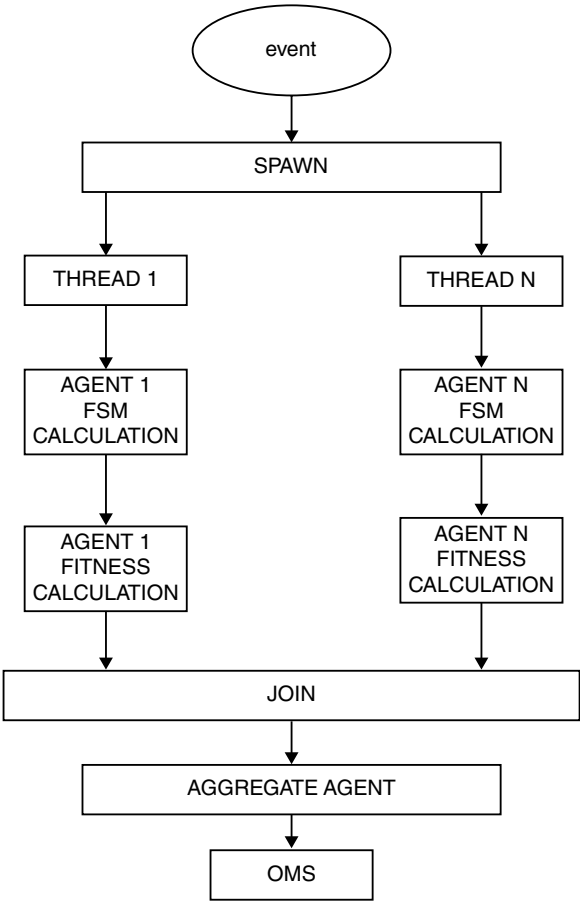 event
SPAWN
THREAD 1
THREAD N
AGENT 1
FSM
CALCULATION
AGENT N
FSM
CALCULATION
AGENT 1
FITNESS
CALCULATION
AGENT N
FITNESS
CALCULATION
JOIN
AGGREGATE AGENT
OMS